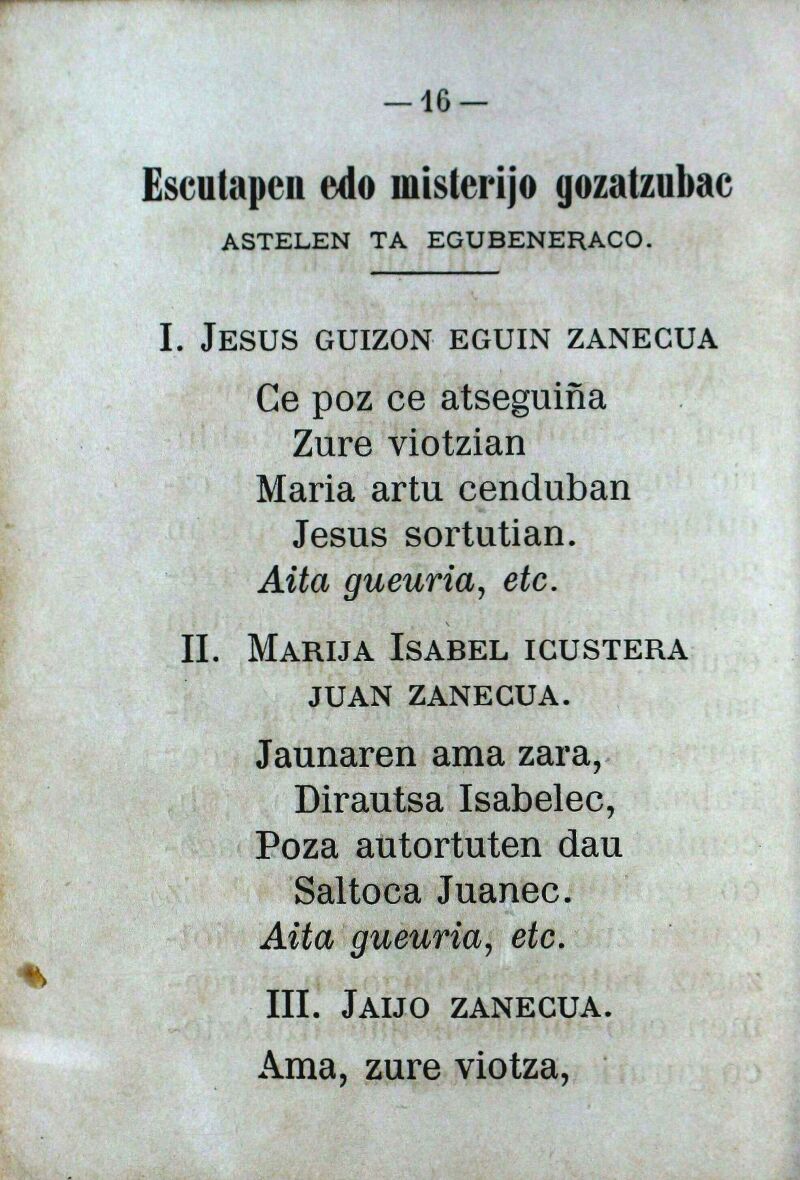 — 16 —
Escutapen edo misterijo gozatzubac
ASTELEN TA EGUBENERACO.
I. JESUS GUIZON EGUIN ZANECUA
Ce poz ce atseguiña
Zure viotzian
Maria artu cenduban
Jesus sortutian.
Aita gueuria, etc.
II. MARIJA ISABEL ICUSTERA
JUAN ZANECUA.
Jaunaren ama zara,
Dirautsa Isabelec,
Poza autortuten dau
Saltoca Juanec.
Aita gueuria, etc.
III. JAIJO ZANECUA.
Ama, zure viotza,